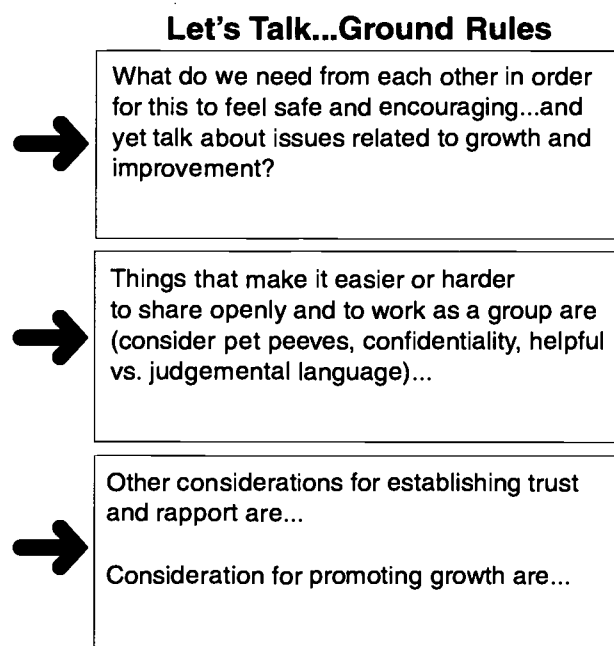 Let's Talk...Ground Rules
What do we need from each other in order
for this to feel safe and encouraging...and
yet talk about issues related to growth and
improvement?
Things that make it easier or harder
to share openly and to work as a group are
(consider pet peeves, confidentiality, helpful
vs. judgemental language)...
Other considerations for establishing trust
and rapport are...
Consideration for promoting growth are...